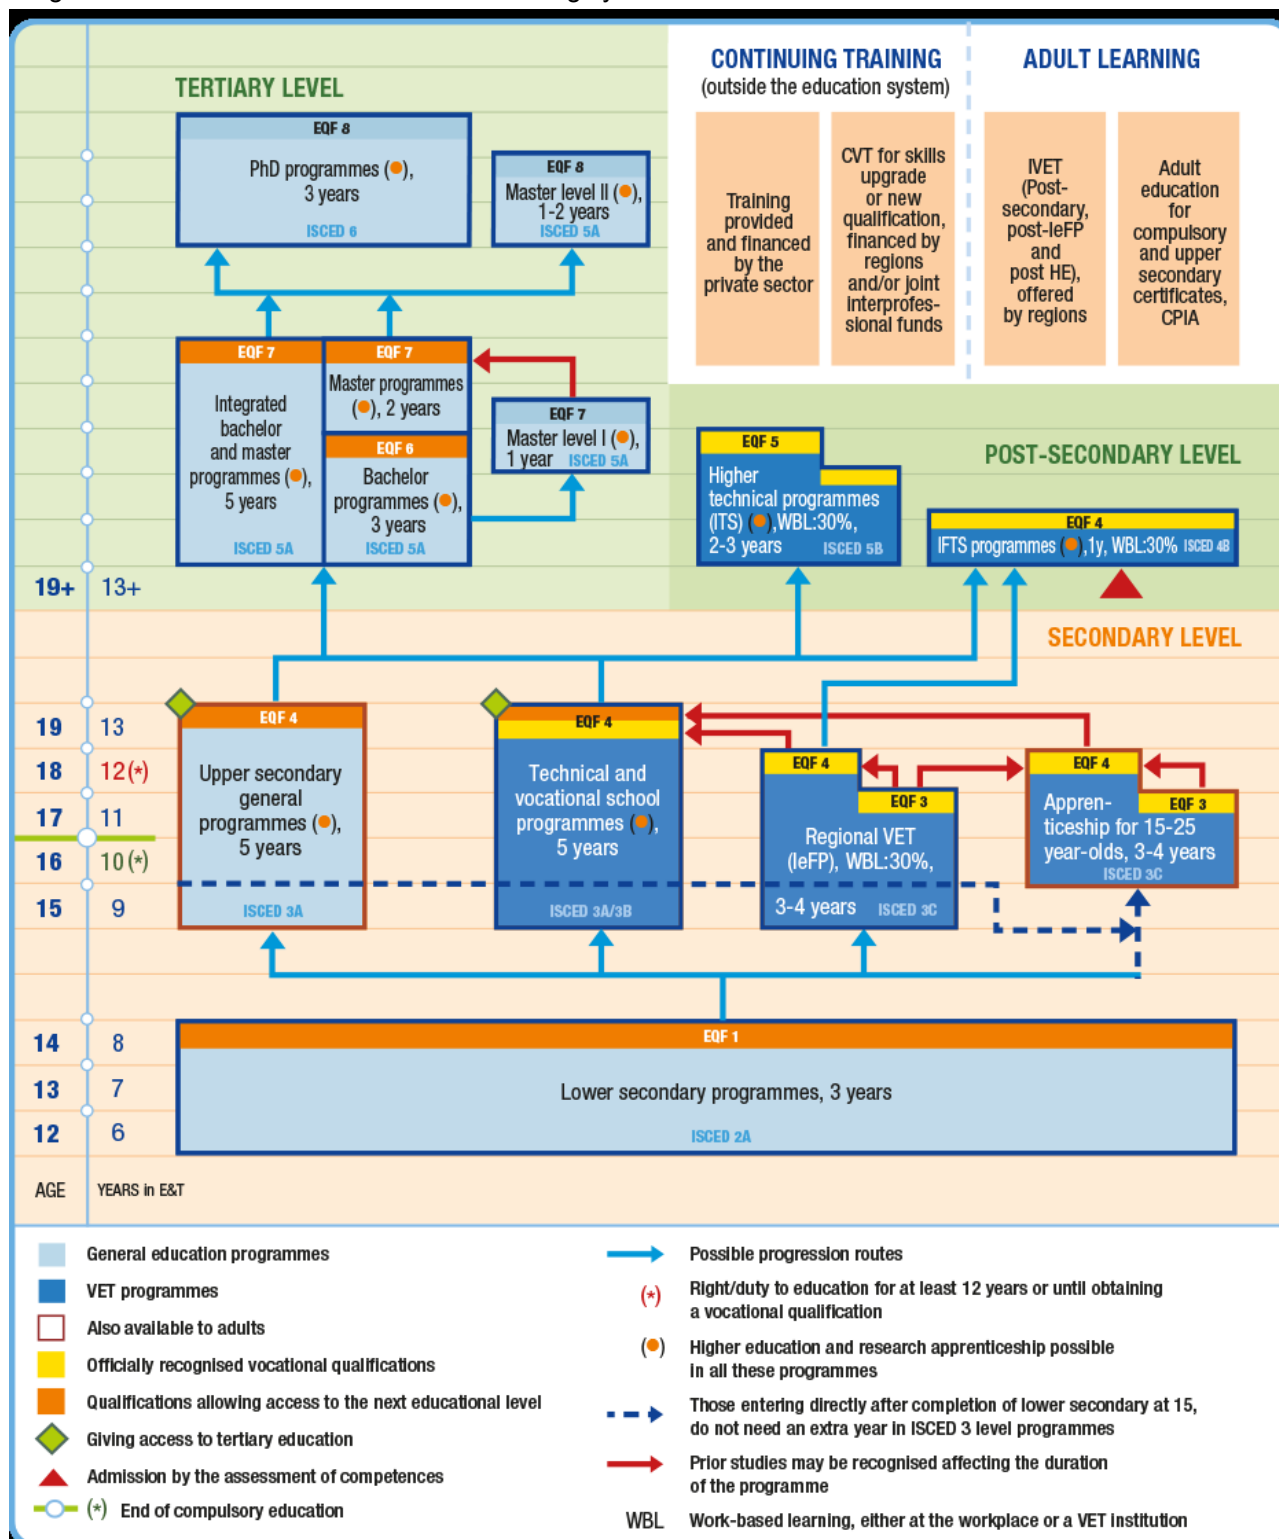 TERTIARY LEVEL
EQF 8
PhD programmes (●),
3 years
ISCED 6
EQF 8
Master level II (●),
1-2 years
ISCED 5A
EQF 7
Integrated
bachelor
and master
programmes (●),
5 years
ISCED 5A
EQF 7
Master programmes
(●), 2 years
EQF 6
Bachelor
programmes (●),
3 years
ISCED 5A
EQF 7
Master level I (●),
1 year ISCED 5A
CONTINUING TRAINING
(outside the education system)
Training
provided
and financed
by the
private sector
CVT for skills
upgrade
or new
qualification,
financed by
regions
and/or joint
interprofes-
sional funds
ADULT LEARNING
IVET
(Post-
secondary,
post-IeFP
and
post HE),
offered
by regions
Adult
education
for
compulsory
and upper
secondary
certificates,
CPIA
POST-SECONDARY LEVEL
EQF 5
Higher
technical programmes
(ITS) (●),WBL:30%,
2-3 years ISCED 5B
EQF 4
IFTS programmes (●),1y, WBL:30% ISCED 4B
19+ 13+
SECONDARY LEVEL
19 13
18 12(*)
17 11
16 10(*)
15 9
EQF 4
Upper secondary
general
programmes (●),
5 years
ISCED 3A
EQF 4
Technical and
vocational school
programmes (●),
5 years
ISCED 3A/3B
EQF 4
EQF 3
Regional VET
(IeFP), WBL:30%,
3-4 years ISCED 3C
EQF 4
EQF 3
Appren-
ticeship for 15-25
year-olds, 3-4 years
ISCED 3C
14 8
13 7
12 6
EQF 1
Lower secondary programmes, 3 years
ISCED 2A
AGE YEARS in E&T
General education programmes
VET programmes
Also available to adults
Officially recognised vocational qualifications
Qualifications allowing access to the next educational level
Giving access to tertiary education
Admission by the assessment of competences
(*) End of compulsory education
Possible progression routes
(*) Right/duty to education for at least 12 years or until obtaining
a vocational qualification
(●) Higher education and research apprenticeship possible
in all these programmes
Those entering directly after completion of lower secondary at 15,
do not need an extra year in ISCED 3 level programmes
Prior studies may be recognised affecting the duration
of the programme
WBL Work-based learning, either at the workplace or a VET institution